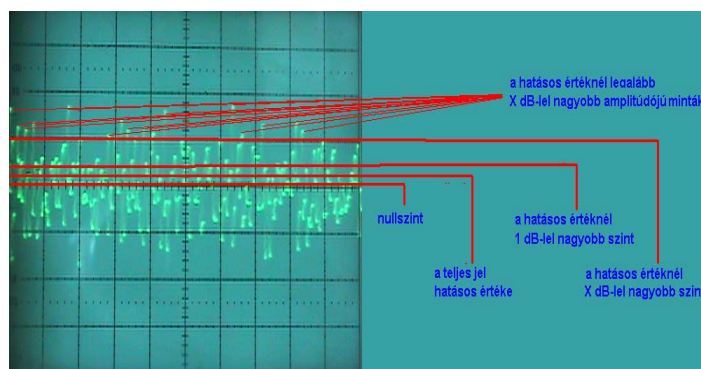 a hatásos értéknél legalább
X dB-lel nagyobb amplitúdójú minták
nullszint
a hatásos értéknél
1 dB-lel nagyobb szint
a teljes jel
hatásos értéke
a hatásos értéknél
X dB-lel nagyobb szint